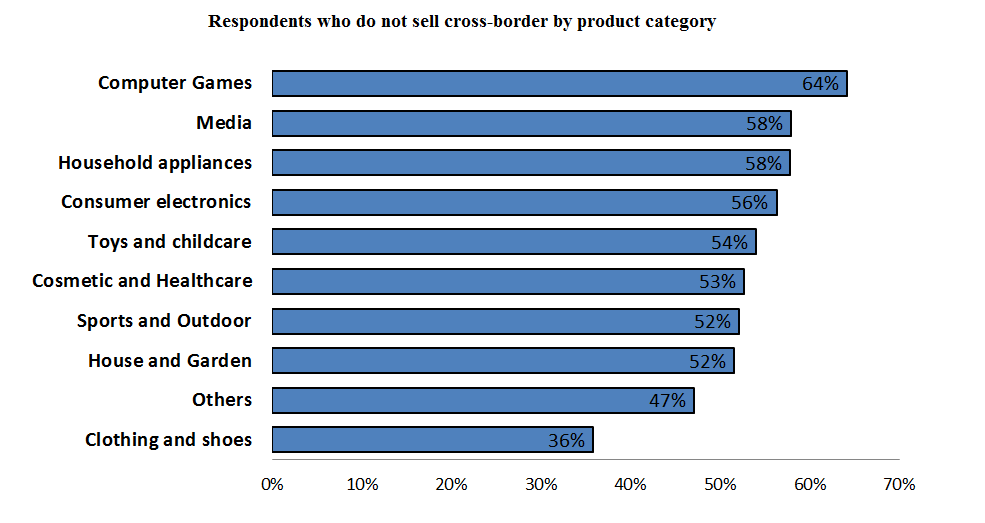 Respondents who do not sell cross-border by product category
Computer Games 64%
Media 58%
Household appliances 58%
Consumer electronics 56%
Toys and childcare 54%
Cosmetic and Healthcare 53%
Sports and Outdoor 52%
House and Garden 52%
Others 47%
Clothing and shoes 36%
0% 10% 20% 30% 40% 50% 60% 70%